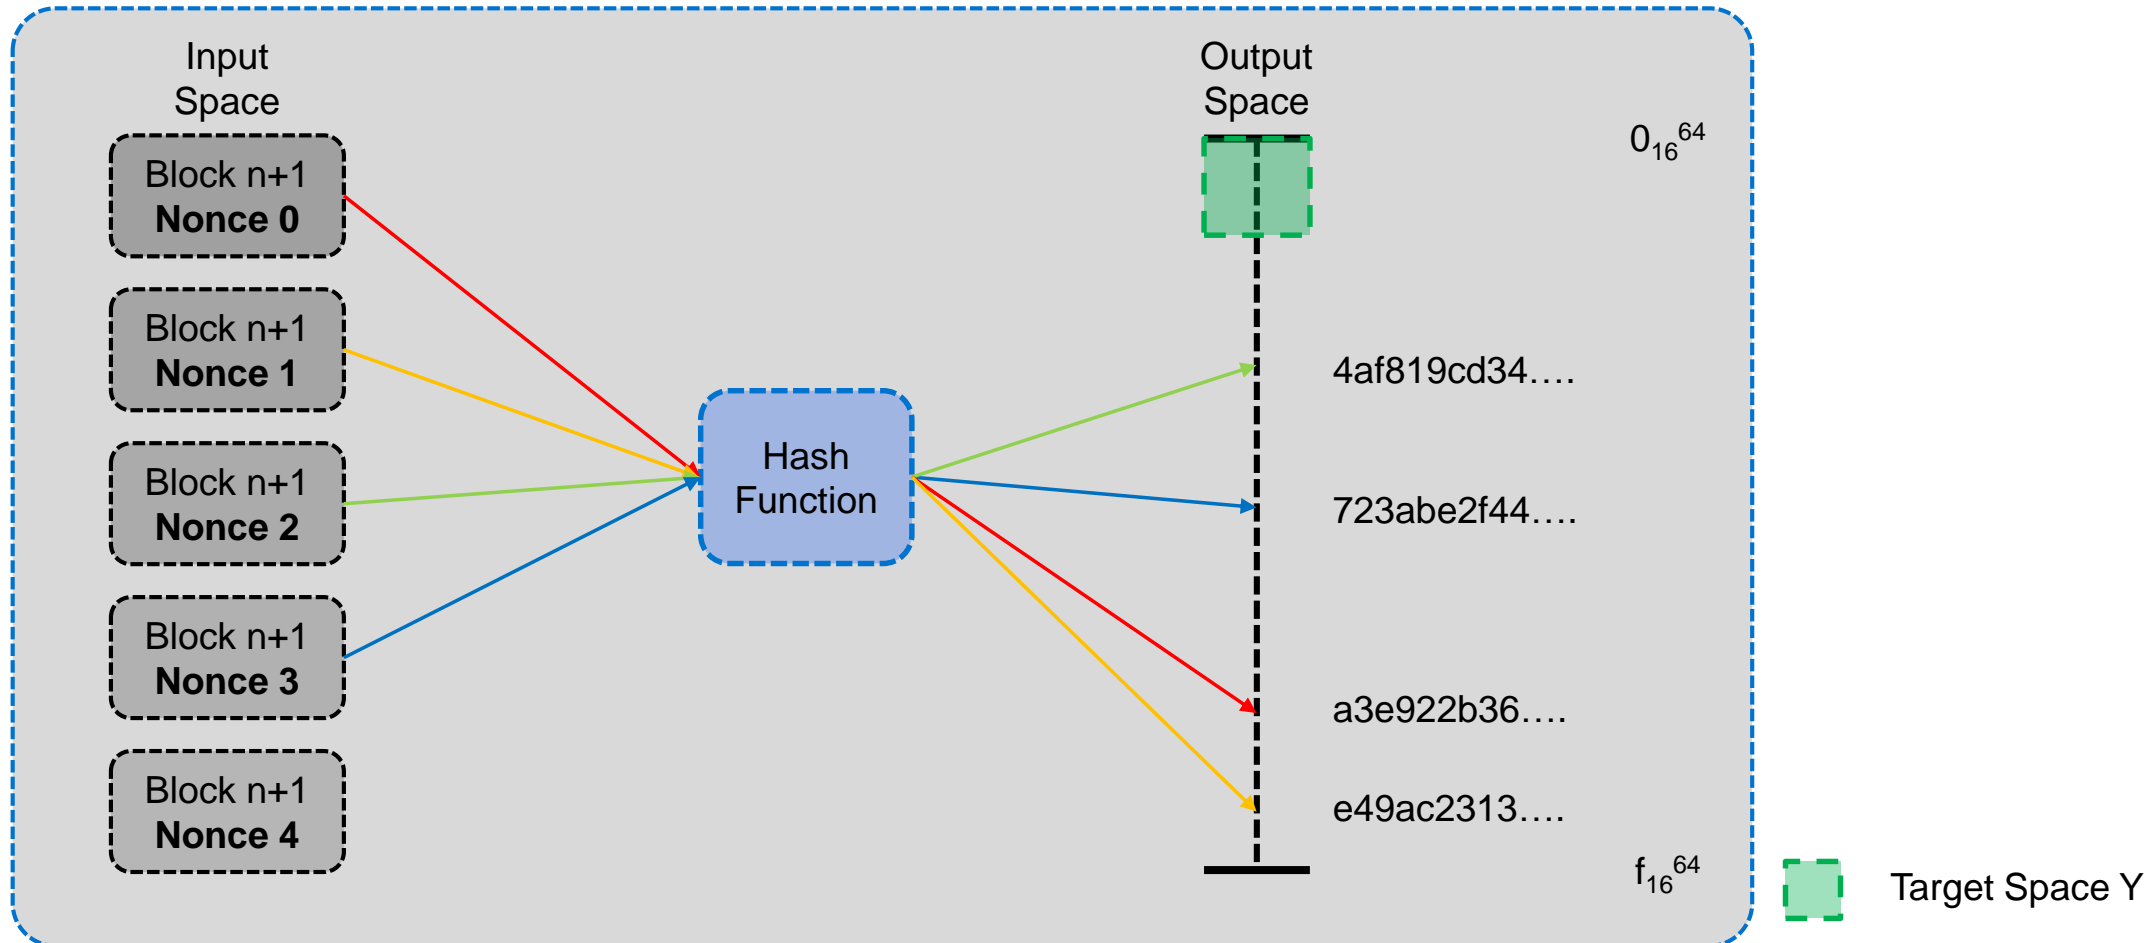 Input
Space
Block n+1
Nonce 0
Block n+1
Nonce 1
Block n+1
Nonce 2
Block n+1
Nonce 3
Block n+1
Nonce 4
Hash
Function
Output
Space
0₁₆⁶⁴
4af819cd34….
723abe2f44….
a3e922b36….
e49ac2313….
f₁₆⁶⁴
Target Space Y